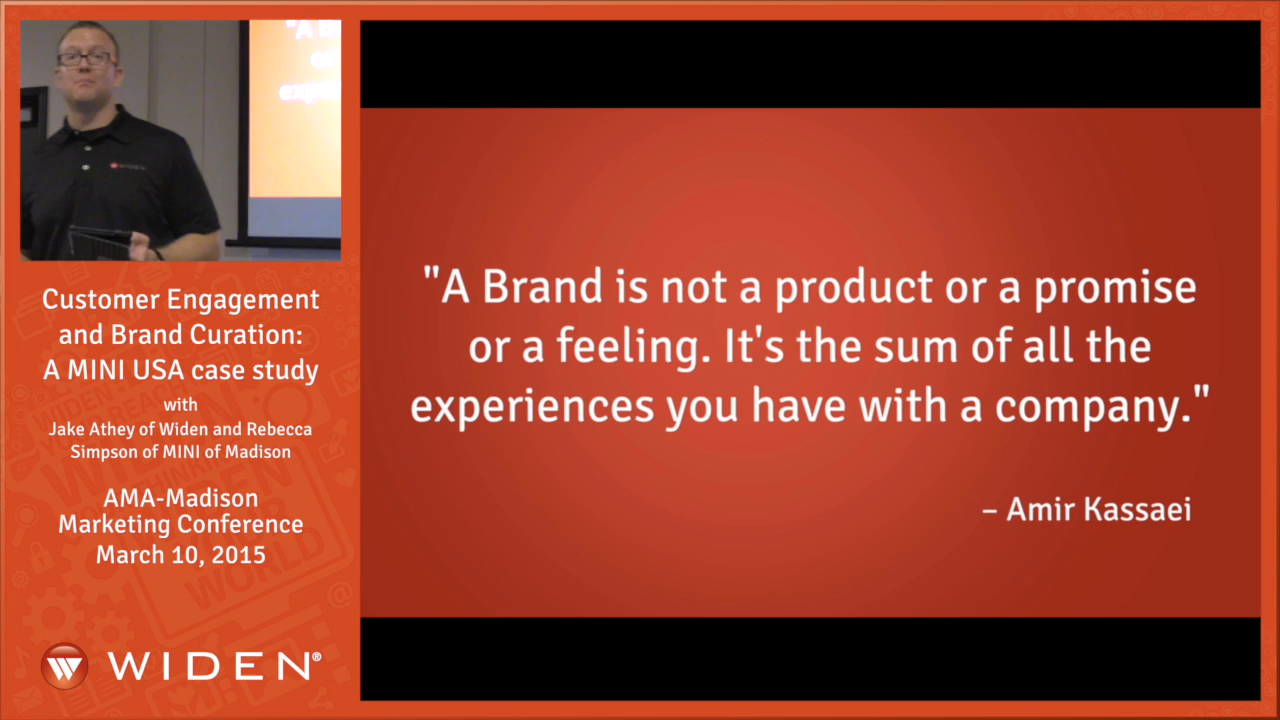 WIDEN
Customer Engagement
and Brand Curation:
A MINI USA case study
with
Jake Athey of Widen and Rebecca
Simpson of MINI of Madison
AMA-Madison
Marketing Conference
March 10, 2015
WIDEN®
"A Brand is not a product or a promise
or a feeling. It's the sum of all the
experiences you have with a company."
– Amir Kassaei